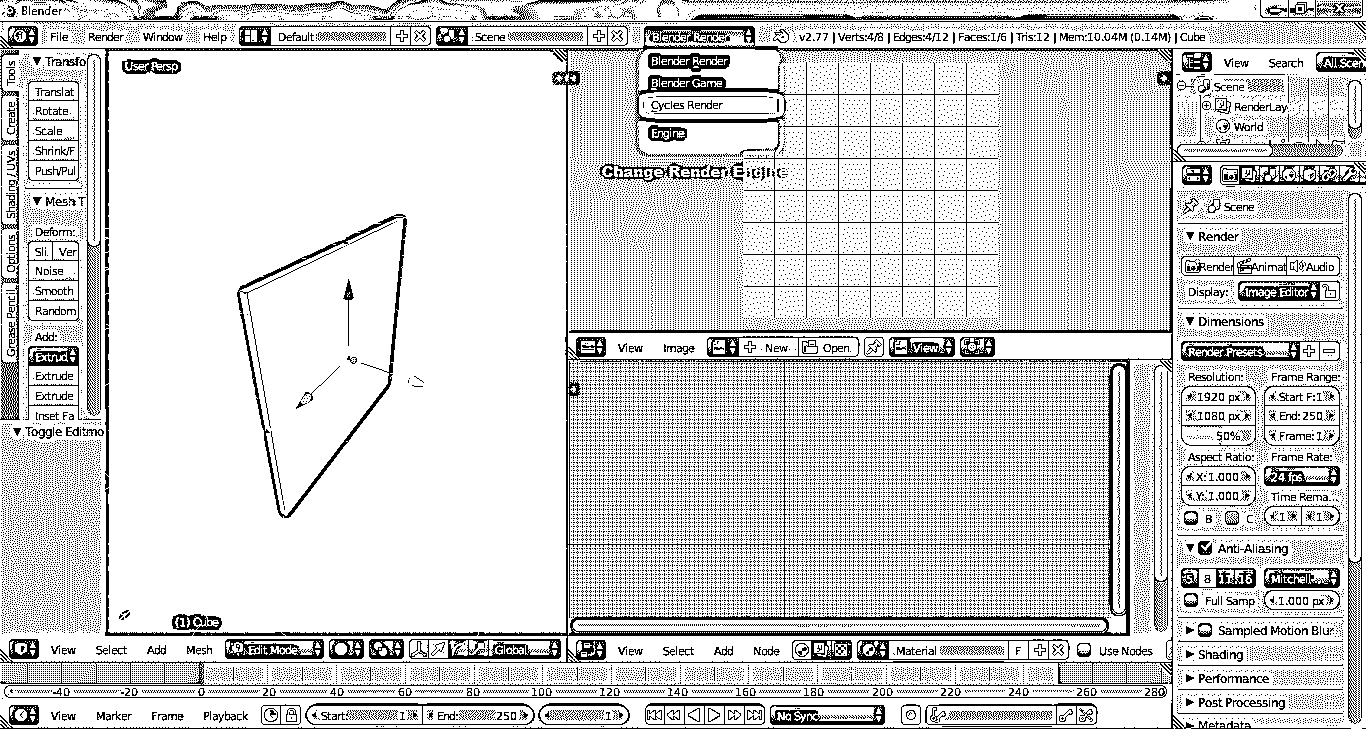 Blender
File Render Window Help Default Scene Blender Render v2.77 | Verts:4/8 | Edges:4/12 | Faces:1/6 | Tris:12 | Mem:10.04M (0.14M) | Cube
Blender Render
Blender Game
Cycles Render
Engine
Change Render Engine
User Persp
(1) Cube
Tools
Create
Shading / UVs
Options
Grease Pencil
Transfo
Translat
Rotate
Scale
Shrink/F
Push/Pul
Mesh T
Deform:
Sli Ver
Noise
Smooth
Random
Add:
Extrud
Extrude
Extrude
Inset Fa
Toggle Editmo
View Select Add Mesh Edit Mode Global
View Image New Open View
View Select Add Node Material F Use Nodes
-40 -20 0 20 40 60 80 100 120 140 160 180 200 220 240 260 280
View Marker Frame Playback Start: 1 End: 250 1 No Sync
View Search All Scen
Scene
RenderLay
World
Scene
Render
Render Animat Audio
Display: Image Editor
Dimensions
Render Presets
Resolution: Frame Range:
1920 px Start F:1
1080 px End: 250
50% Frame: 1
Aspect Ratio: Frame Rate:
X: 1.000 24 fps
Y: 1.000 Time Rema...
B C 1 1
Anti-Aliasing
5 8 11 16 Mitchell
Full Samp 1.000 px
Sampled Motion Blur
Shading
Performance
Post Processing
Metadata